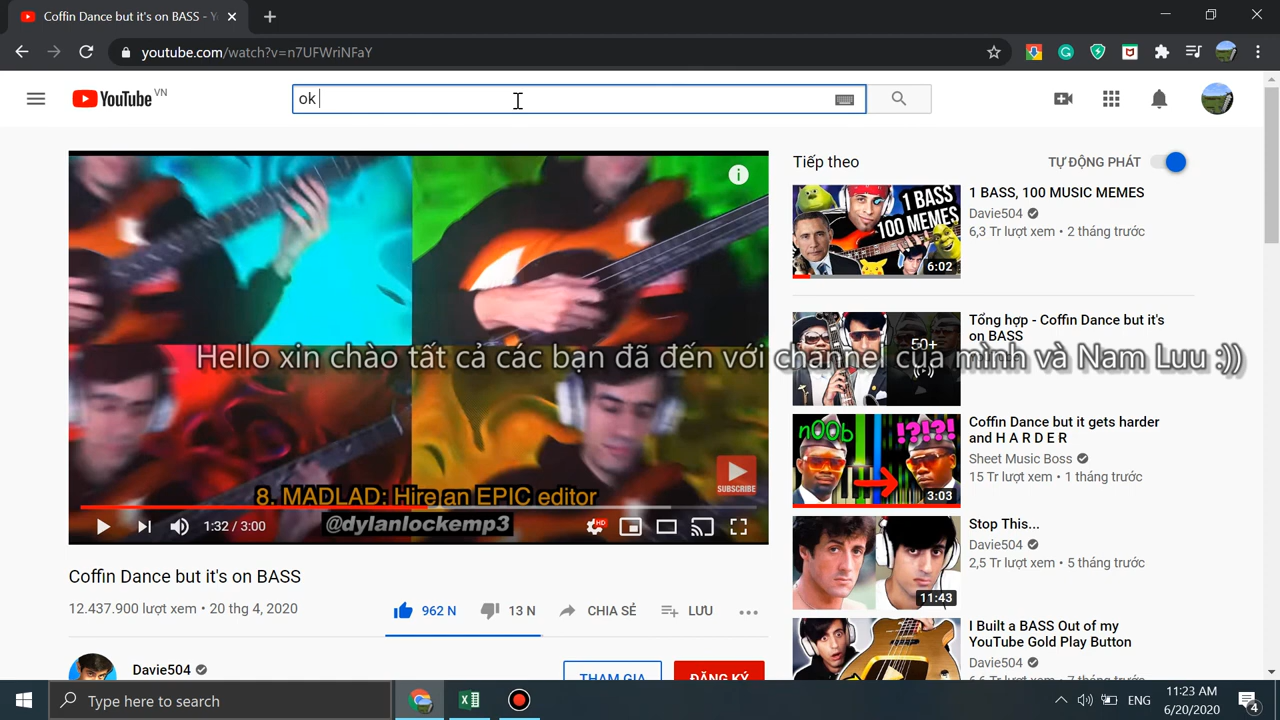 Coffin Dance but it's on BASS - Y
youtube.com/watch?v=n7UFWriNFaY
YouTube VN
ok
8. MADLAD: Hire an EPIC editor
@dylanlockemp3
SUBSCRIBE
1:32 / 3:00
HD
Hello xin chào tất cả các bạn đã đến với channel của mình và Nam Luu :))
Coffin Dance but it's on BASS
12.437.900 lượt xem • 20 thg 4, 2020
962 N
13 N
CHIA SẺ
LƯU
Davie504
THAM GIA
ĐĂNG KÝ
Tiếp theo
TỰ ĐỘNG PHÁT
1 BASS
100 MEMES
6:02
1 BASS, 100 MUSIC MEMES
Davie504
6,3 Tr lượt xem • 2 tháng trước
50+
Tổng hợp - Coffin Dance but it's
on BASS
n00b
!?!?!
3:03
Coffin Dance but it gets harder
and H A R D E R
Sheet Music Boss
15 Tr lượt xem • 1 tháng trước
11:43
Stop This...
Davie504
2,5 Tr lượt xem • 5 tháng trước
I Built a BASS Out of my
YouTube Gold Play Button
Davie504
Type here to search
ENG
11:23 AM
6/20/2020
4